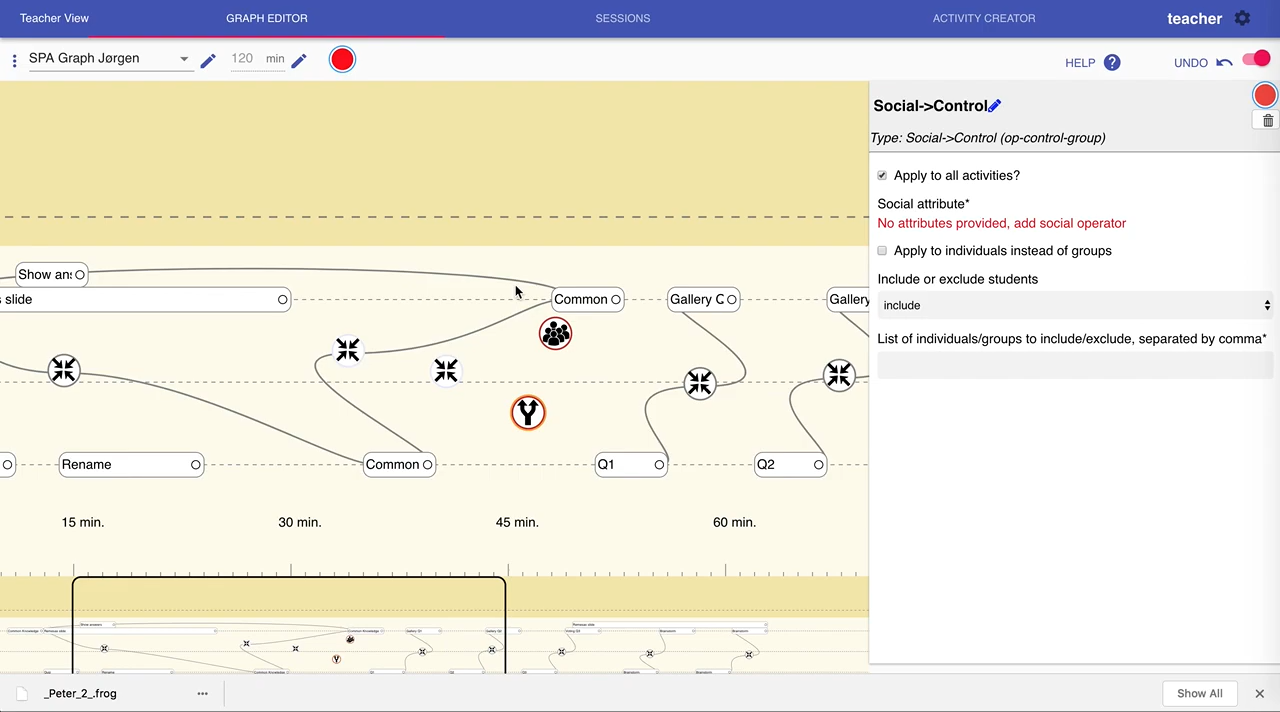 Teacher View
GRAPH EDITOR
SESSIONS
ACTIVITY CREATOR
teacher
SPA Graph Jørgen
120 min
HELP ?
UNDO
Social->Control
Type: Social->Control (op-control-group)
Apply to all activities?
Social attribute*
No attributes provided, add social operator
Apply to individuals instead of groups
Include or exclude students
include
List of individuals/groups to include/exclude, separated by comma*
Show ans
slide
Common
Gallery C
Gallery
Rename
Common
Q1
Q2
15 min.
30 min.
45 min.
60 min.
_Peter_2_.frog
Show All